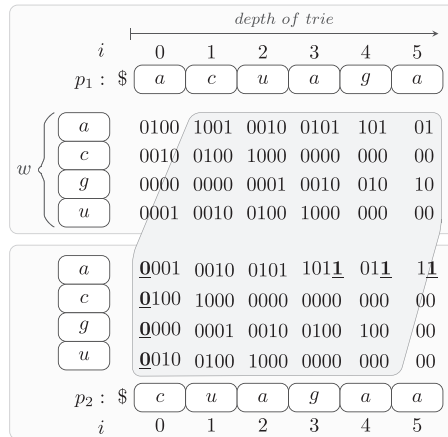 depth of trie
i 0 1 2 3 4 5
p₁ : $ a c u a g a
a 0100 1001 0010 0101 101 01
c 0010 0100 1000 0000 000 00
w
g 0000 0000 0001 0010 010 10
u 0001 0010 0100 1000 000 00
a 0001 0010 0101 1011 011 11
c 0100 1000 0000 0000 000 00
g 0000 0001 0010 0100 100 00
u 0010 0100 1000 0000 000 00
p₂ : $ c u a g a a
i 0 1 2 3 4 5